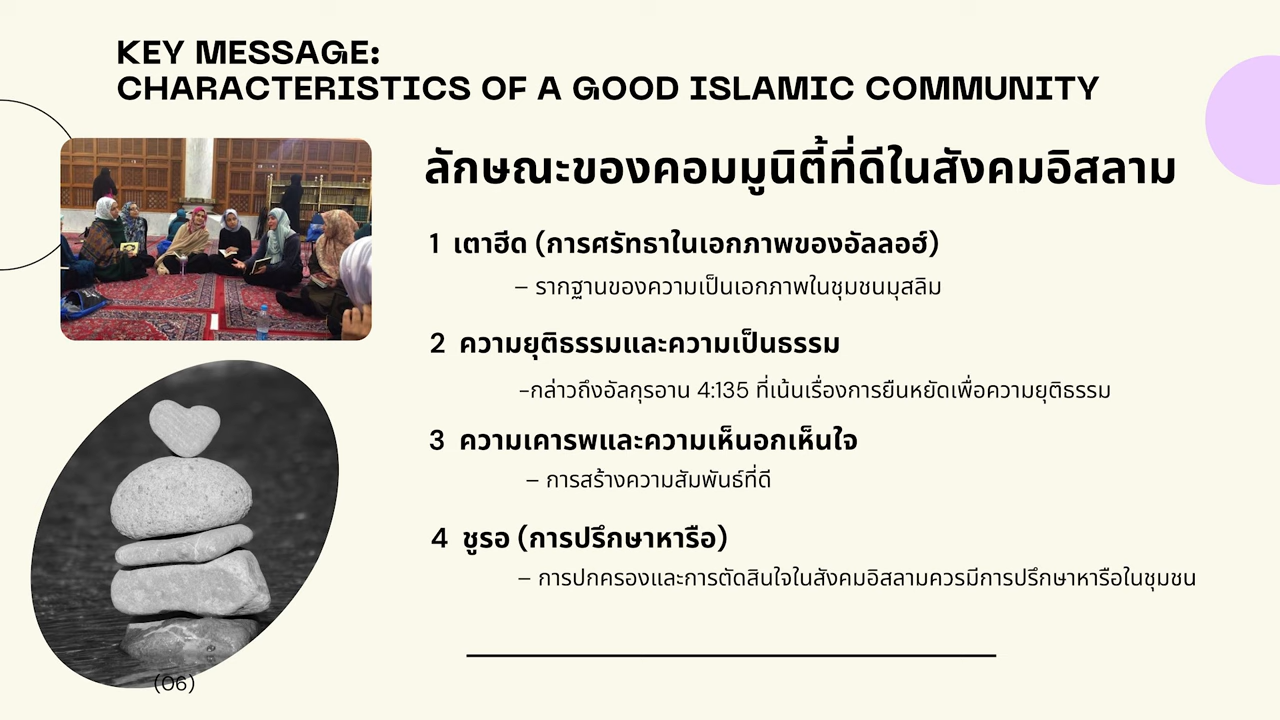 KEY MESSAGE:
CHARACTERISTICS OF A GOOD ISLAMIC COMMUNITY
ลักษณะของคอมมูนิตี้ที่ดีในสังคมอิสลาม
1 เตาฮีด (การศรัทธาในเอกภาพของอัลลอฮ์)
– รากฐานของความเป็นเอกภาพในชุมชนมุสลิม
2 ความยุติธรรมและความเป็นธรรม
-กล่าวถึงอัลกุรอาน 4:135 ที่เน้นเรื่องการยืนหยัดเพื่อความยุติธรรม
3 ความเคารพและความเห็นอกเห็นใจ
– การสร้างความสัมพันธ์ที่ดี
4 ชูรอ (การปรึกษาหารือ)
– การปกครองและการตัดสินใจในสังคมอิสลามควรมีการปรึกษาหารือในชุมชน
(06)